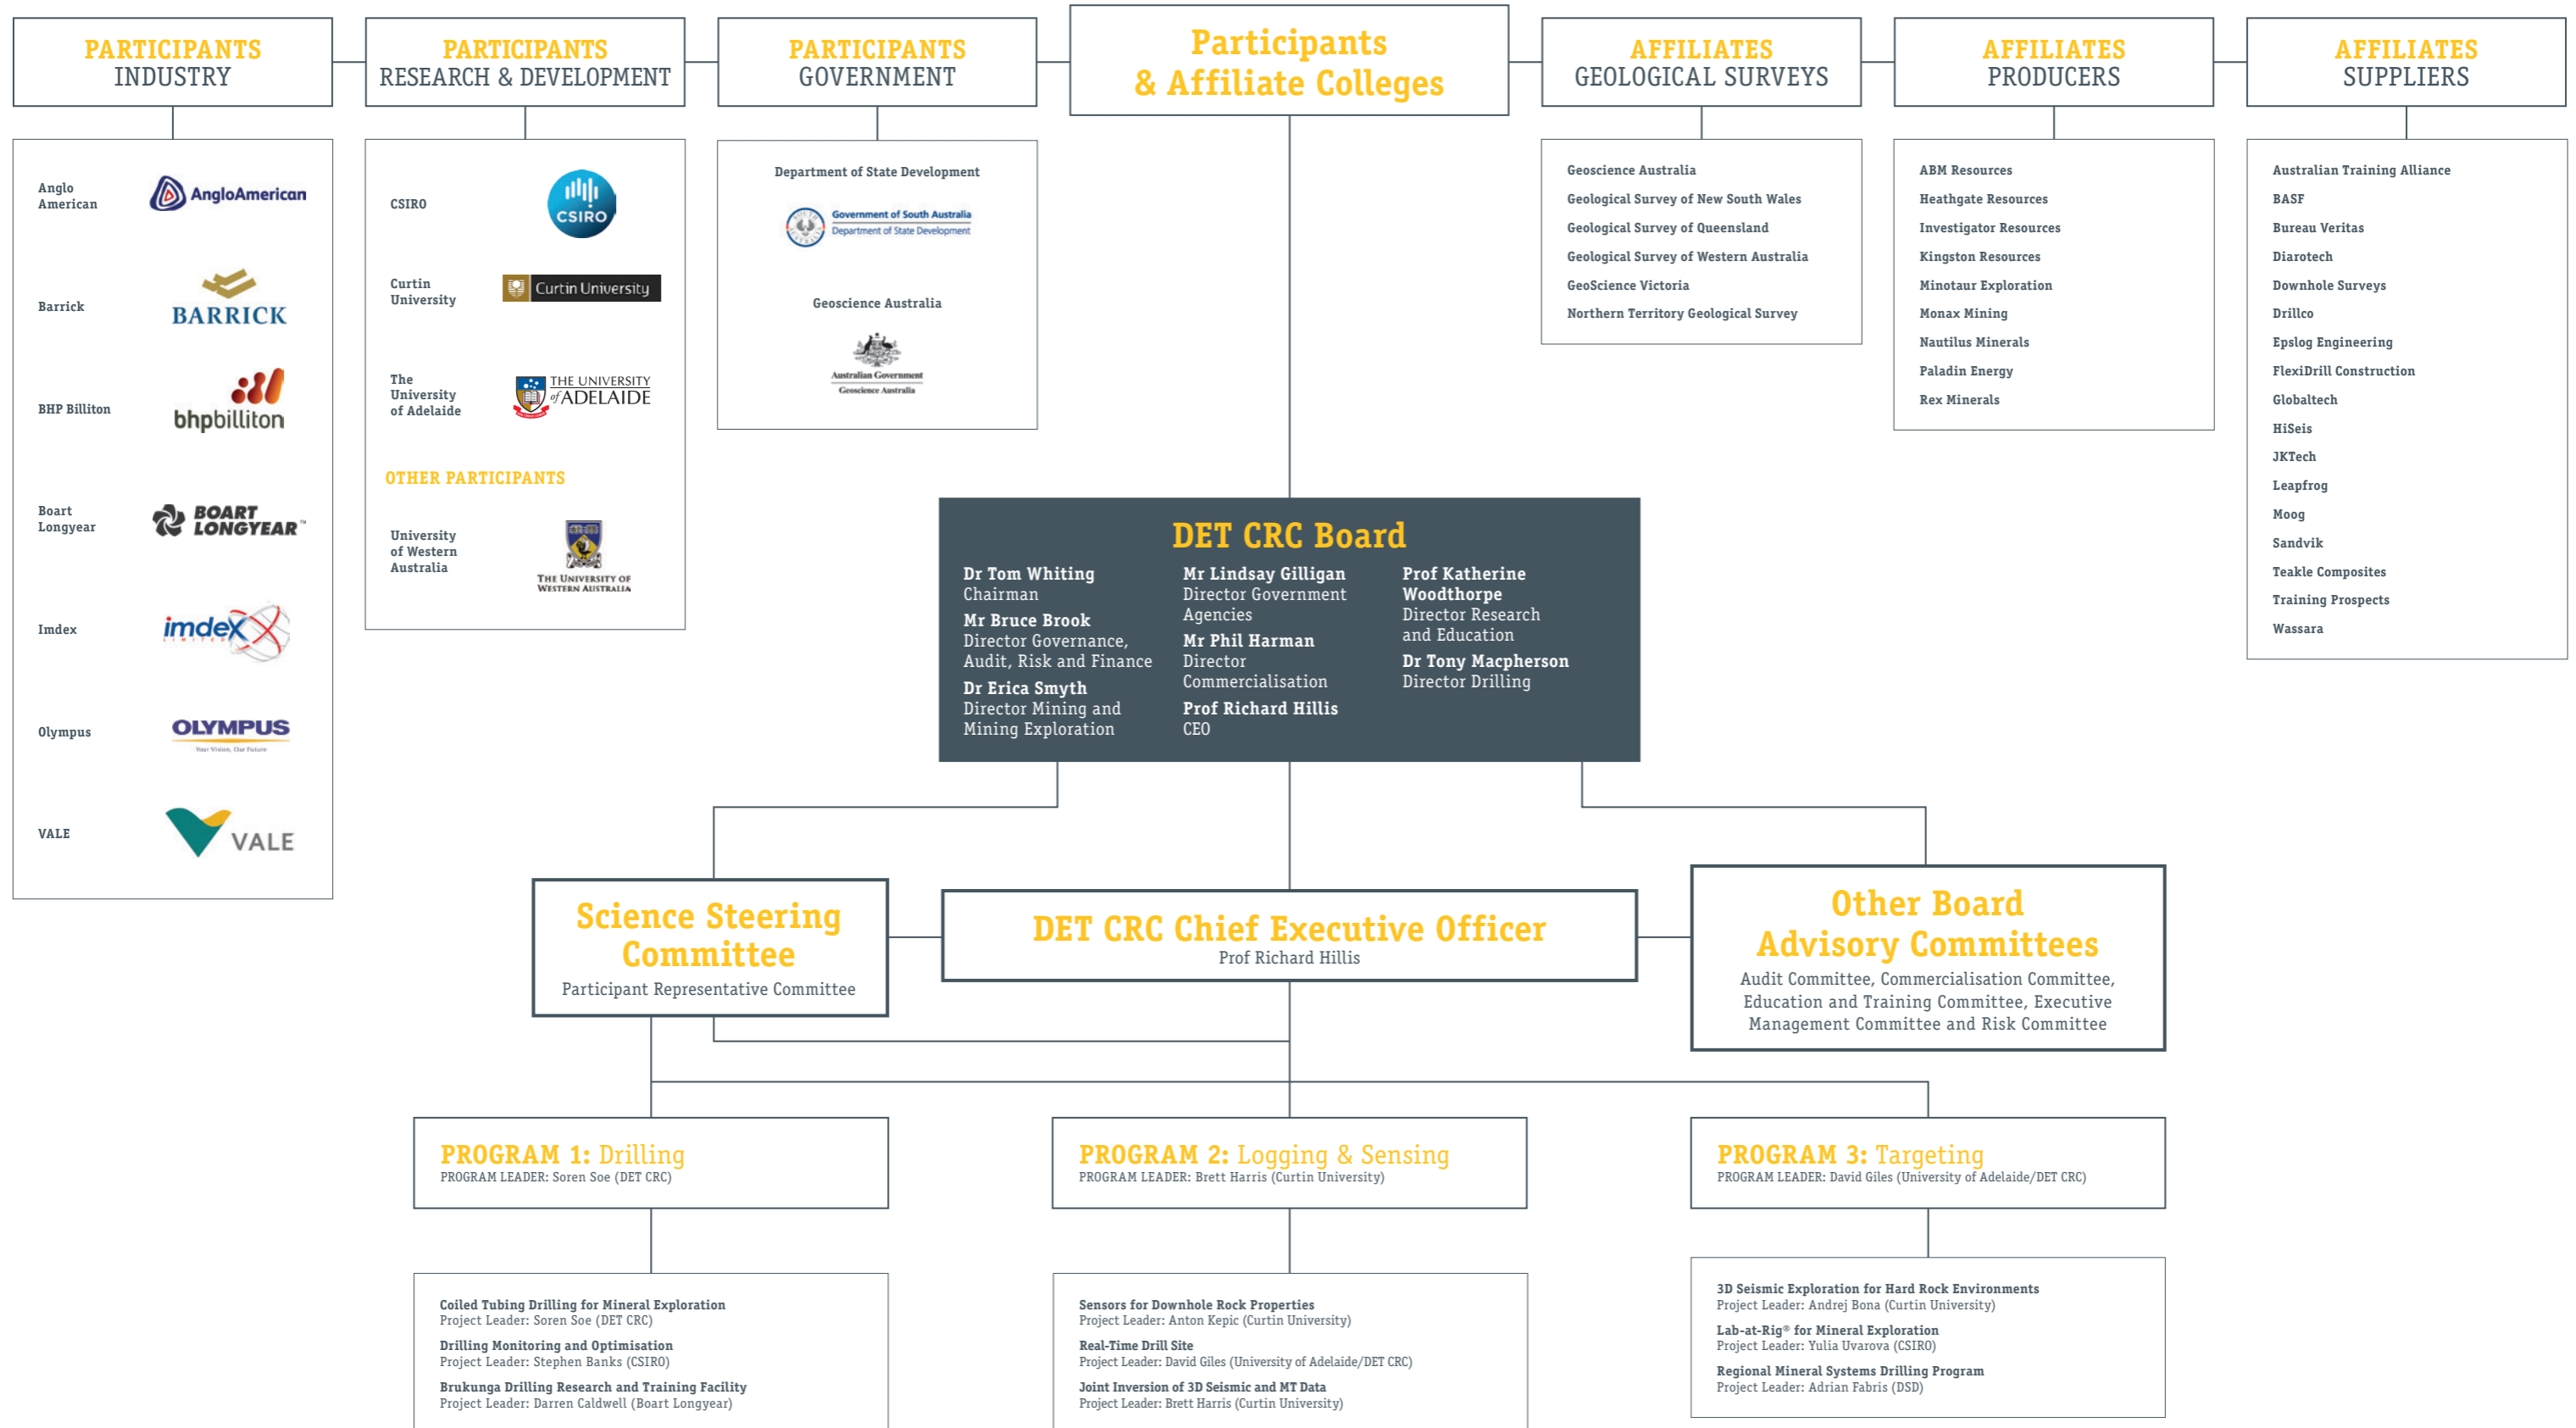 PARTICIPANTS
INDUSTRY
PARTICIPANTS
RESEARCH & DEVELOPMENT
PARTICIPANTS
GOVERNMENT
Participants
& Affiliate Colleges
AFFILIATES
GEOLOGICAL SURVEYS
AFFILIATES
PRODUCERS
AFFILIATES
SUPPLIERS
Anglo
American
AngloAmerican
Barrick
BARRICK
BHP Billiton
bhpbilliton
Boart
Longyear
BOART
LONGYEAR™
Imdex
imdex
LIMITED
Olympus
OLYMPUS
Your Vision, Our Future
VALE
VALE
CSIRO
CSIRO
Curtin
University
Curtin University
The
University
of Adelaide
THE UNIVERSITY
of ADELAIDE
OTHER PARTICIPANTS
University
of Western
Australia
THE UNIVERSITY OF
WESTERN AUSTRALIA
Department of State Development
Government of South Australia
Department of State Development
Geoscience Australia
Australian Government
Geoscience Australia
Geoscience Australia
Geological Survey of New South Wales
Geological Survey of Queensland
Geological Survey of Western Australia
GeoScience Victoria
Northern Territory Geological Survey
ABM Resources
Heathgate Resources
Investigator Resources
Kingston Resources
Minotaur Exploration
Monax Mining
Nautilus Minerals
Paladin Energy
Rex Minerals
Australian Training Alliance
BASF
Bureau Veritas
Diarotech
Downhole Surveys
Drillco
Epslog Engineering
FlexiDrill Construction
Globaltech
HiSeis
JKTech
Leapfrog
Moog
Sandvik
Teakle Composites
Training Prospects
Wassara
DET CRC Board
Dr Tom Whiting
Chairman
Mr Bruce Brook
Director Governance,
Audit, Risk and Finance
Dr Erica Smyth
Director Mining and
Mining Exploration
Mr Lindsay Gilligan
Director Government
Agencies
Mr Phil Harman
Director
Commercialisation
Prof Richard Hillis
CEO
Prof Katherine
Woodthorpe
Director Research
and Education
Dr Tony Macpherson
Director Drilling
Science Steering
Committee
Participant Representative Committee
DET CRC Chief Executive Officer
Prof Richard Hillis
Other Board
Advisory Committees
Audit Committee, Commercialisation Committee,
Education and Training Committee, Executive
Management Committee and Risk Committee
PROGRAM 1: Drilling
PROGRAM LEADER: Soren Soe (DET CRC)
PROGRAM 2: Logging & Sensing
PROGRAM LEADER: Brett Harris (Curtin University)
PROGRAM 3: Targeting
PROGRAM LEADER: David Giles (University of Adelaide/DET CRC)
Coiled Tubing Drilling for Mineral Exploration
Project Leader: Soren Soe (DET CRC)
Drilling Monitoring and Optimisation
Project Leader: Stephen Banks (CSIRO)
Brukunga Drilling Research and Training Facility
Project Leader: Darren Caldwell (Boart Longyear)
Sensors for Downhole Rock Properties
Project Leader: Anton Kepic (Curtin University)
Real-Time Drill Site
Project Leader: David Giles (University of Adelaide/DET CRC)
Joint Inversion of 3D Seismic and MT Data
Project Leader: Brett Harris (Curtin University)
3D Seismic Exploration for Hard Rock Environments
Project Leader: Andrej Bona (Curtin University)
Lab-at-Rig® for Mineral Exploration
Project Leader: Yulia Uvarova (CSIRO)
Regional Mineral Systems Drilling Program
Project Leader: Adrian Fabris (DSD)